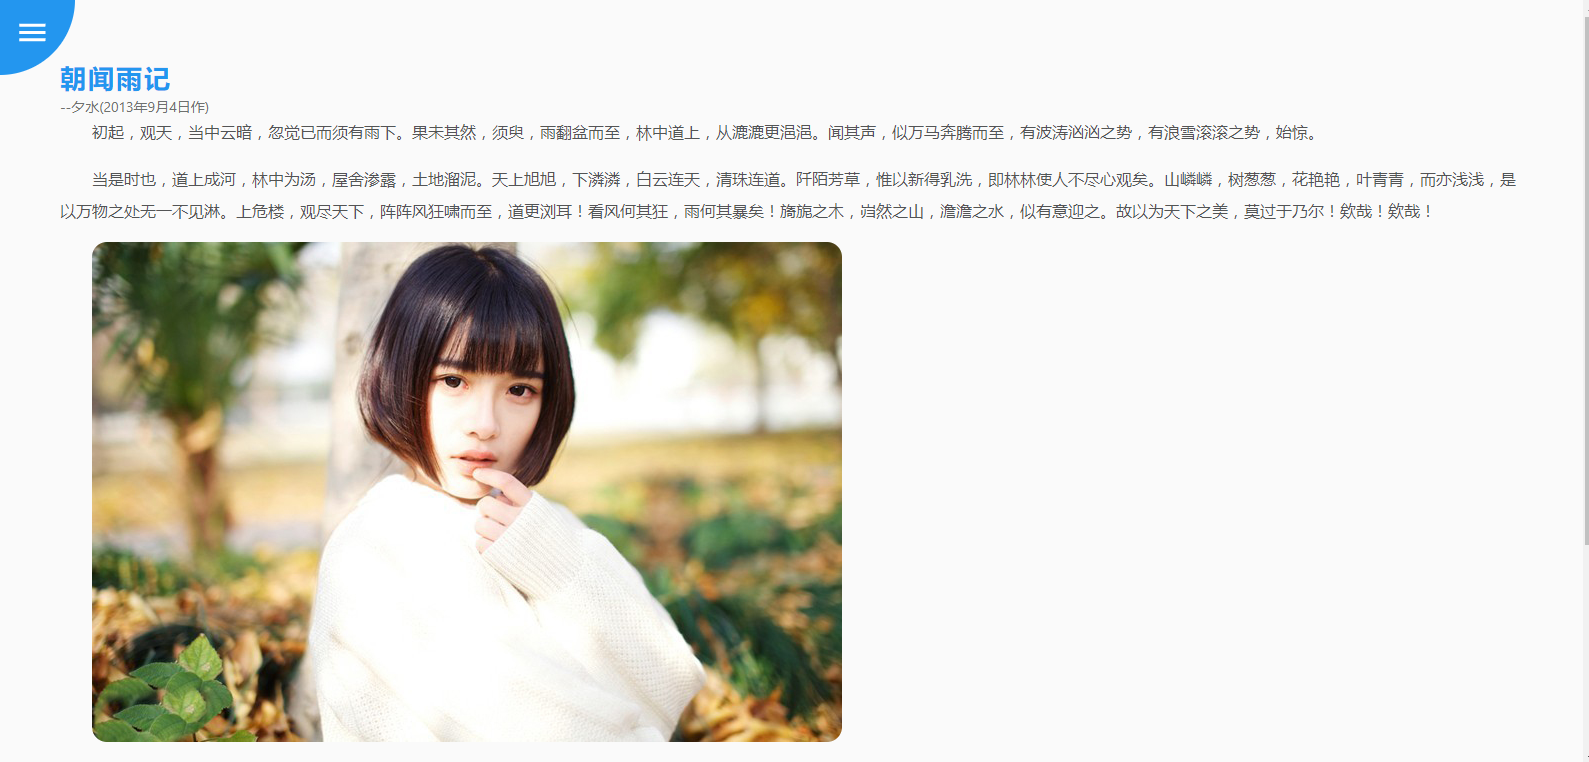 朝闻雨记
--夕水(2013年9月4日作)
初起，观天，当中云暗，忽觉已而须有雨下。果未其然，须臾，雨翻盆而至，林中道上，从漉漉更浥浥。闻其声，似万马奔腾而至，有波涛汹汹之势，有浪雪滚滚之势，始惊。
当是时也，道上成河，林中为汤，屋舍渗露，土地溜泥。天上旭旭，下潾潾，白云连天，清珠连道。阡陌芳草，惟以新得乳洗，即林林使人不尽心观矣。山嶙嶙，树葱葱，花艳艳，叶青青，而亦浅浅，是
以万物之处无一不见淋。上危楼，观尽天下，阵阵风狂啸而至，道更浏耳！看风何其狂，雨何其暴矣！旖旎之木，岿然之山，澹澹之水，似有意迎之。故以为天下之美，莫过于乃尔！欸哉！欸哉！